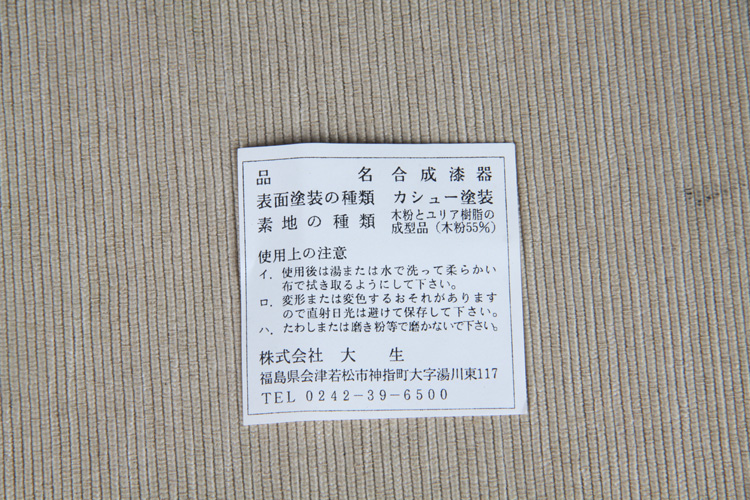 品　　　名 合成漆器
表面塗装の種類 カシュー塗装
素地の種類 木粉とユリア樹脂の
成型品（木粉55％）
使用上の注意
イ．使用後は湯または水で洗って柔らかい
布で拭き取るようにして下さい。
ロ．変形または変色するおそれがあります
ので直射日光は避けて保存して下さい。
ハ．たわしまたは磨き粉等で磨かないで下さい。
株式会社　大　生
福島県会津若松市神指町大字湯川東117
TEL 0242－39－6500